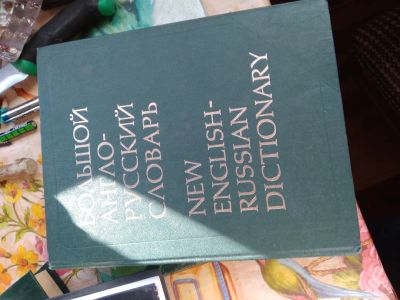 БОЛЬШОЙ
АНГЛО-
РУССКИЙ
СЛОВАРЬ
NEW
ENGLISH-
RUSSIAN
DICTIONARY